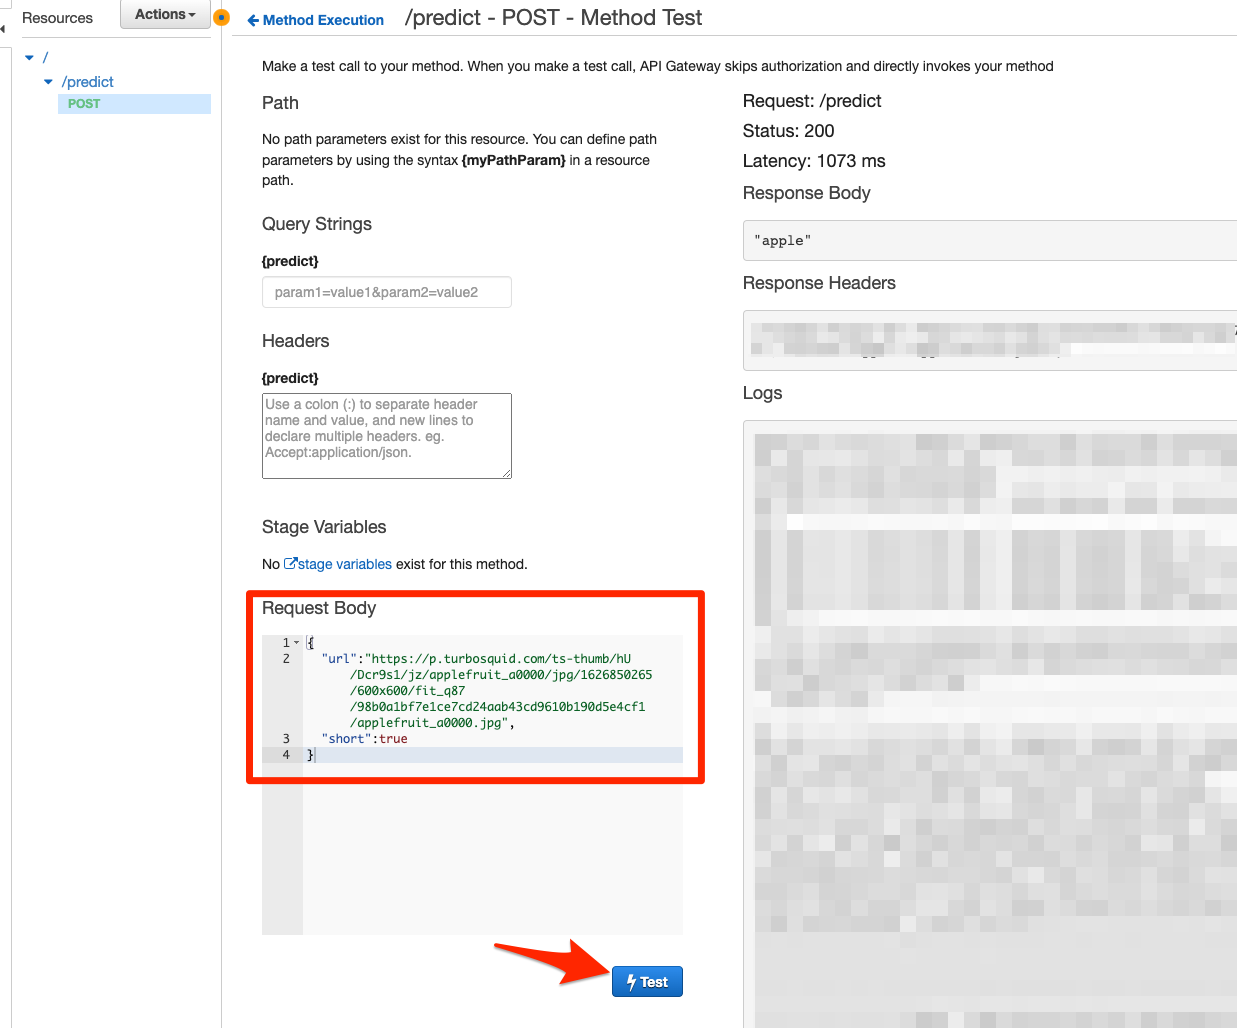 Resources
Actions
Method Execution
/predict - POST - Method Test
/
/predict
POST
Make a test call to your method. When you make a test call, API Gateway skips authorization and directly invokes your method
Path
No path parameters exist for this resource. You can define path
parameters by using the syntax {myPathParam} in a resource
path.
Query Strings
{predict}
param1=value1&param2=value2
Headers
{predict}
Use a colon (:) to separate header
name and value, and new lines to
declare multiple headers. eg.
Accept:application/json.
Stage Variables
No stage variables exist for this method.
Request Body
1 {
2 "url":"https://p.turbosquid.com/ts-thumb/hU
/Dcr9s1/jz/applefruit_a0000/jpg/1626850265
/600x600/fit_q87
/98b0a1bf7e1ce7cd24aab43cd9610b190d5e4cf1
/applefruit_a0000.jpg",
3 "short":true
4 }
Test
Request: /predict
Status: 200
Latency: 1073 ms
Response Body
"apple"
Response Headers
Logs